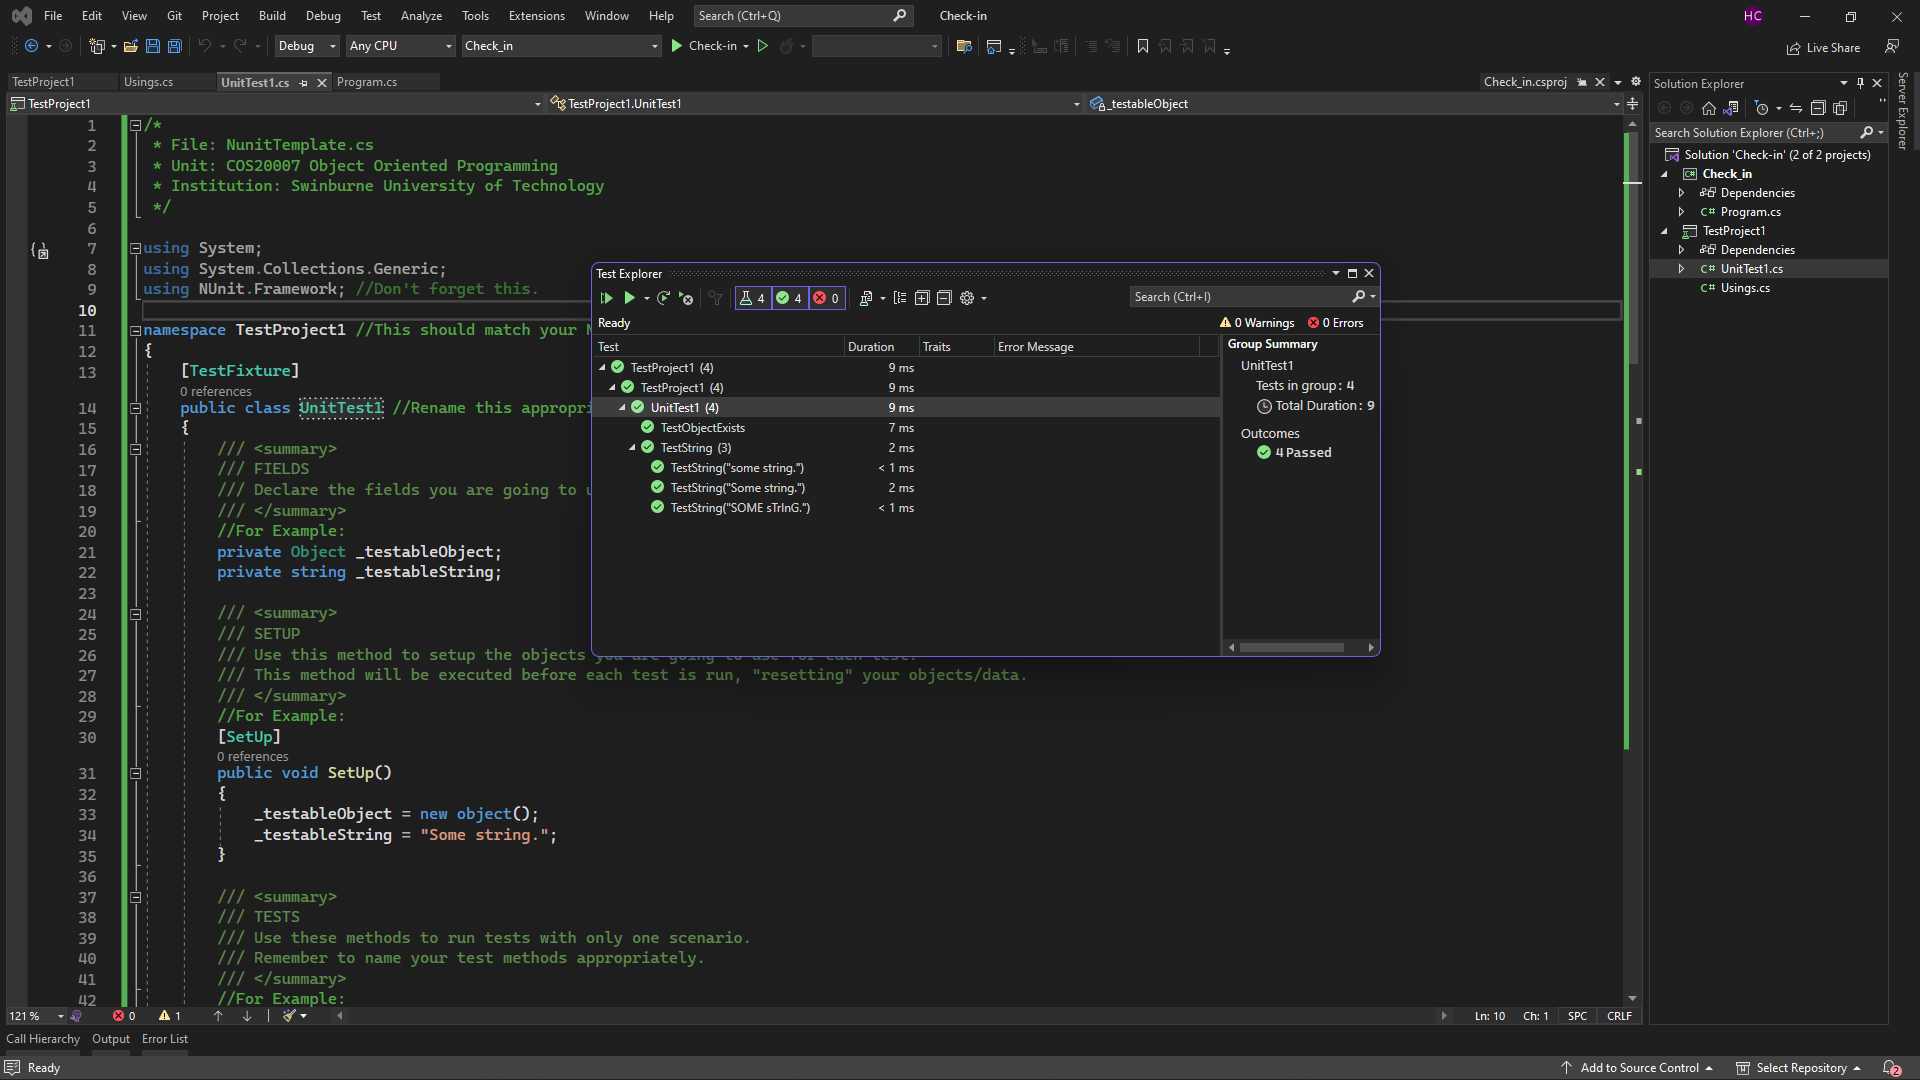 File Edit View Git Project Build Debug Test Analyze Tools Extensions Window Help Search (Ctrl+Q) Check-in HC
Debug Any CPU Check_in Check-in Live Share
TestProject1 Usings.cs UnitTest1.cs Program.cs Check_in.csproj
TestProject1 TestProject1.UnitTest1 _testableObject
1 /*
2 * File: NunitTemplate.cs
3 * Unit: COS20007 Object Oriented Programming
4 * Institution: Swinburne University of Technology
5 */
6
7 using System;
8 using System.Collections.Generic;
9 using NUnit.Framework; //Don't forget this.
10
11 namespace TestProject1 //This should match your
12 {
13 [TestFixture]
0 references
14 public class UnitTest1 //Rename this appropri
15 {
16 /// <summary>
17 /// FIELDS
18 /// Declare the fields you are going to u
19 /// </summary>
20 //For Example:
21 private Object _testableObject;
22 private string _testableString;
23
24 /// <summary>
25 /// SETUP
26 /// Use this method to setup the objects you are going to use for each test.
27 /// This method will be executed before each test is run, "resetting" your objects/data.
28 /// </summary>
29 //For Example:
30 [SetUp]
0 references
31 public void SetUp()
32 {
33 _testableObject = new object();
34 _testableString = "Some string.";
35 }
36
37 /// <summary>
38 /// TESTS
39 /// Use these methods to run tests with only one scenario.
40 /// Remember to name your test methods appropriately.
41 /// </summary>
42 //For Example:
Test Explorer
4 4 0 Search (Ctrl+I)
Ready 0 Warnings 0 Errors
Test Duration Traits Error Message
TestProject1 (4) 9 ms
TestProject1 (4) 9 ms
UnitTest1 (4) 9 ms
TestObjectExists 7 ms
TestString (3) 2 ms
TestString("some string.") < 1 ms
TestString("Some string.") 2 ms
TestString("SOME sTrInG.") < 1 ms
Group Summary
UnitTest1
Tests in group: 4
Total Duration: 9
Outcomes
4 Passed
Solution Explorer
Search Solution Explorer (Ctrl+;)
Solution 'Check-in' (2 of 2 projects)
Check_in
Dependencies
C# Program.cs
TestProject1
Dependencies
C# UnitTest1.cs
C# Usings.cs
Server Explorer
121 % 0 1 Ln: 10 Ch: 1 SPC CRLF
Call Hierarchy Output Error List
Ready Add to Source Control Select Repository 2